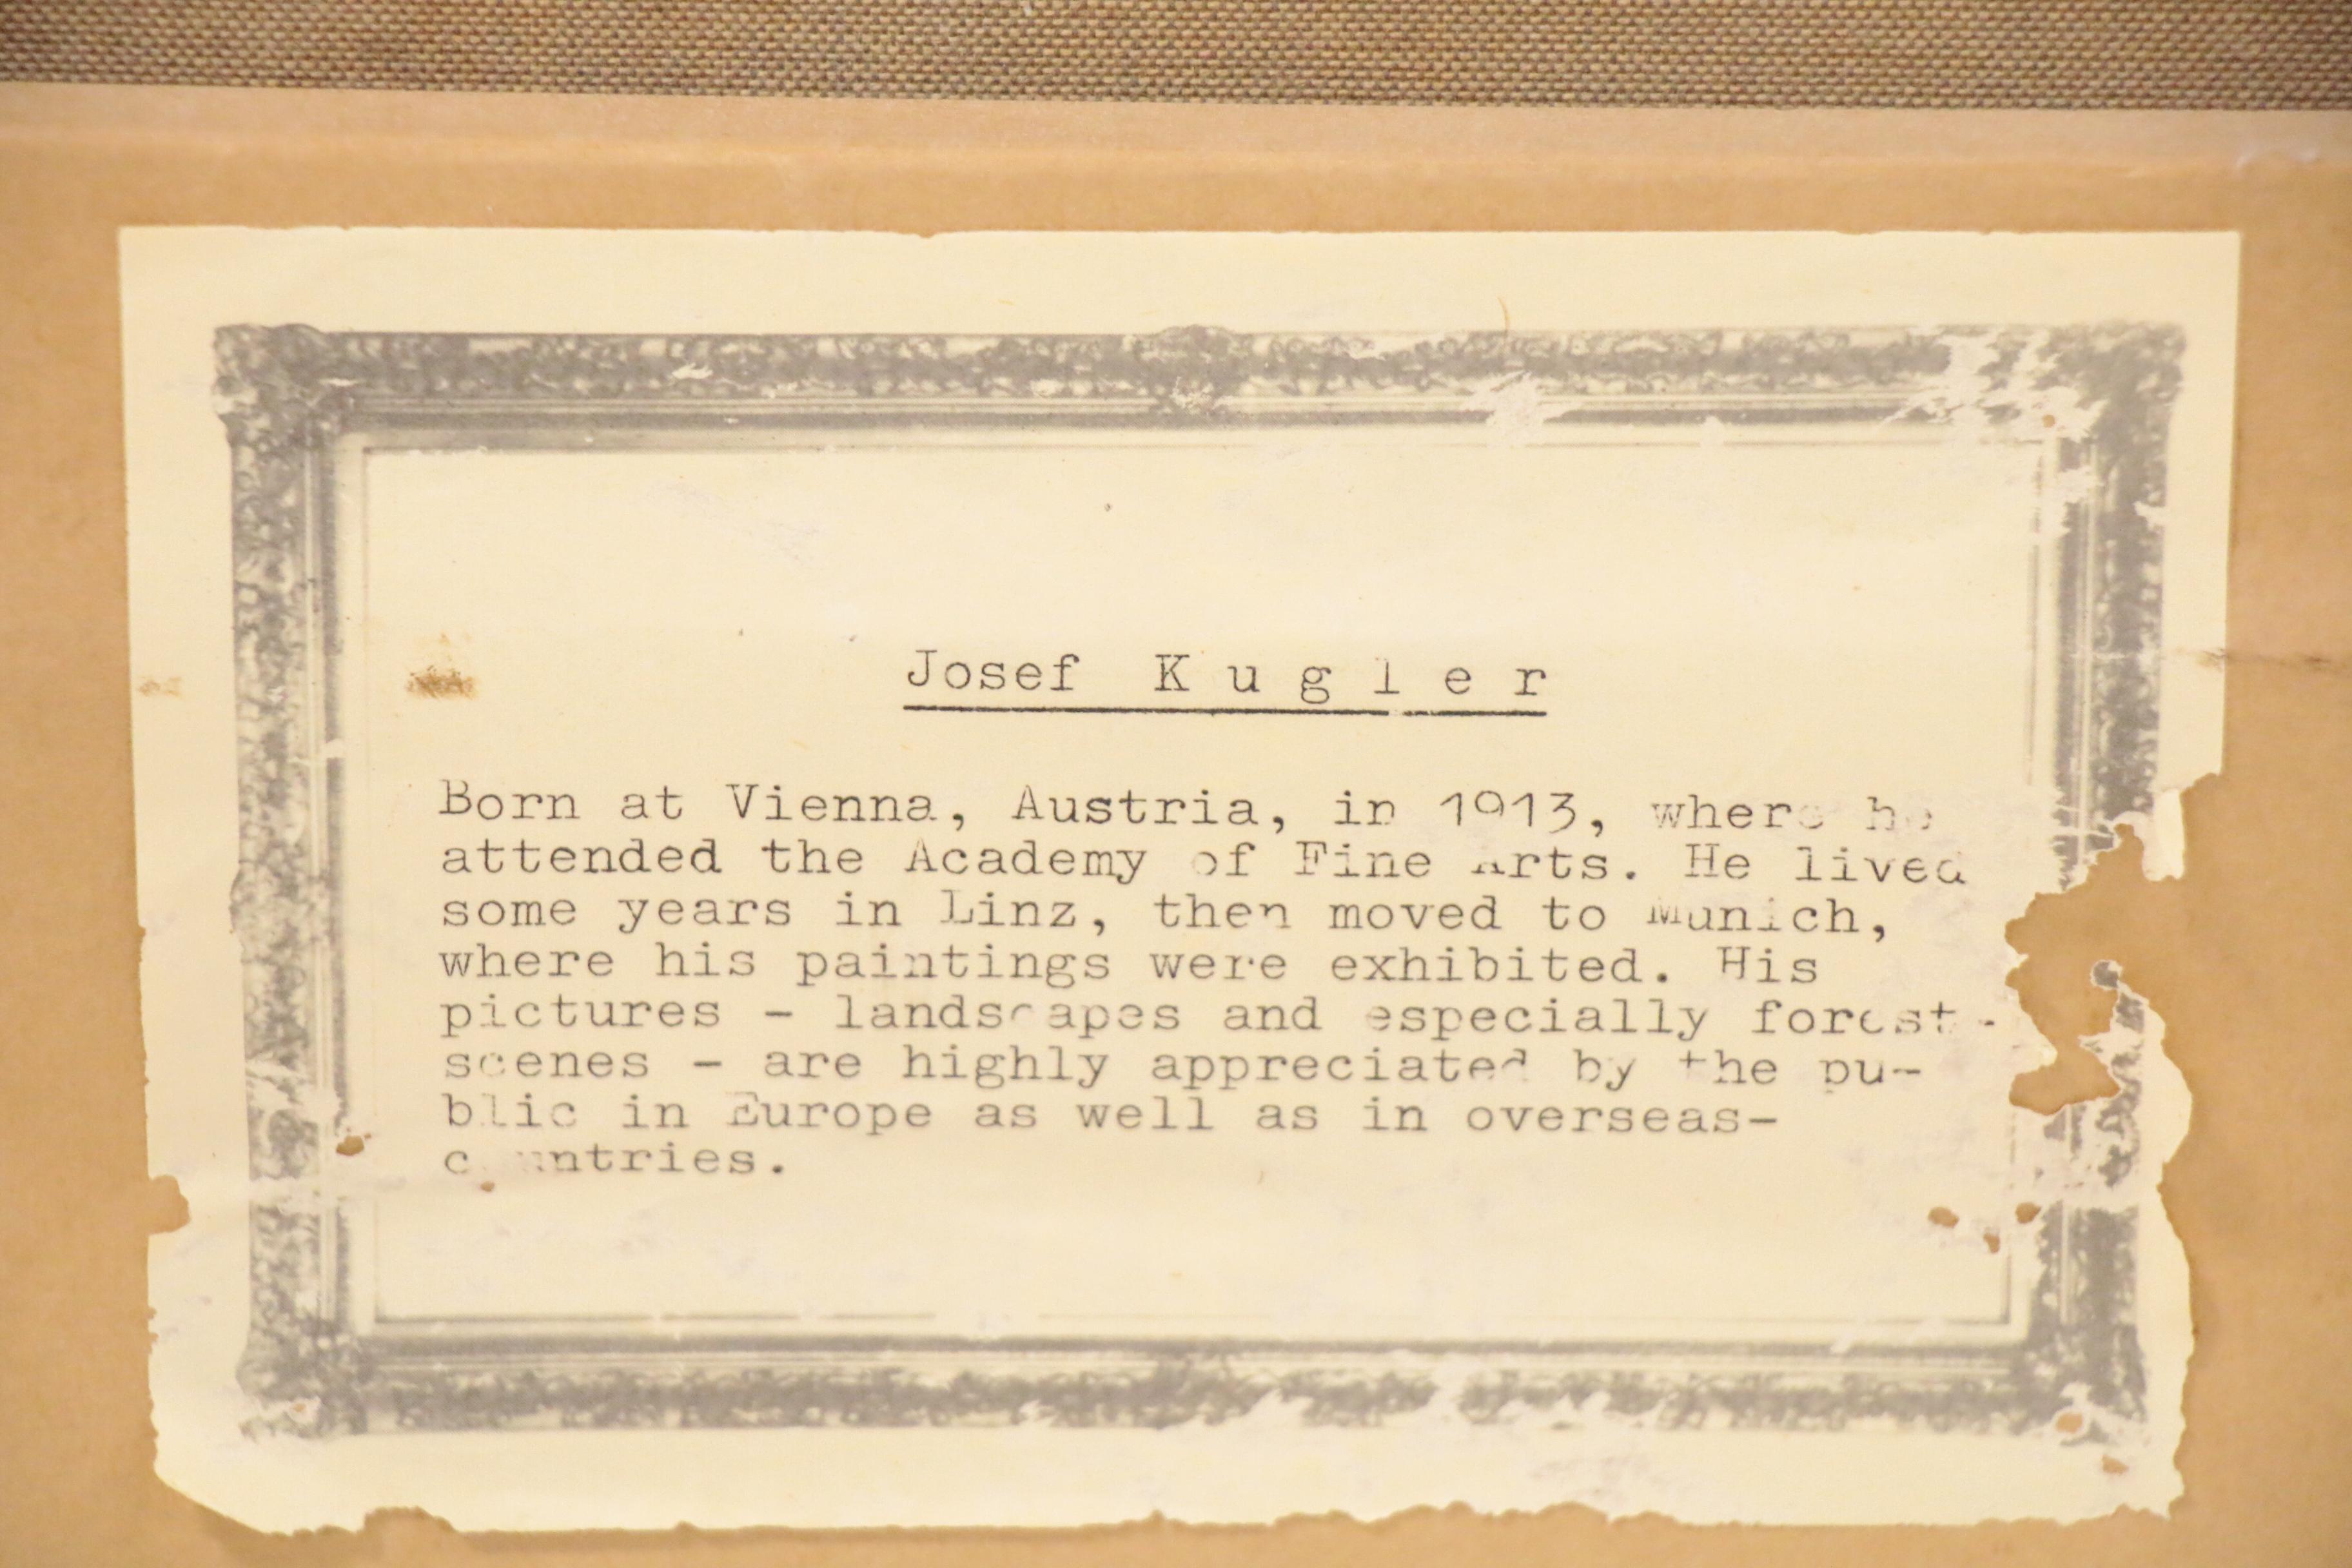 Josef K u g l e r
Born at Vienna, Austria, in 1913, where he
attended the Academy of Fine Arts. He lived
some years in Linz, then moved to Munich,
where his paintings were exhibited. His
pictures - landscapes and especially forest-
scenes - are highly appreciated by the pu-
blic in Europe as well as in overseas-
countries.